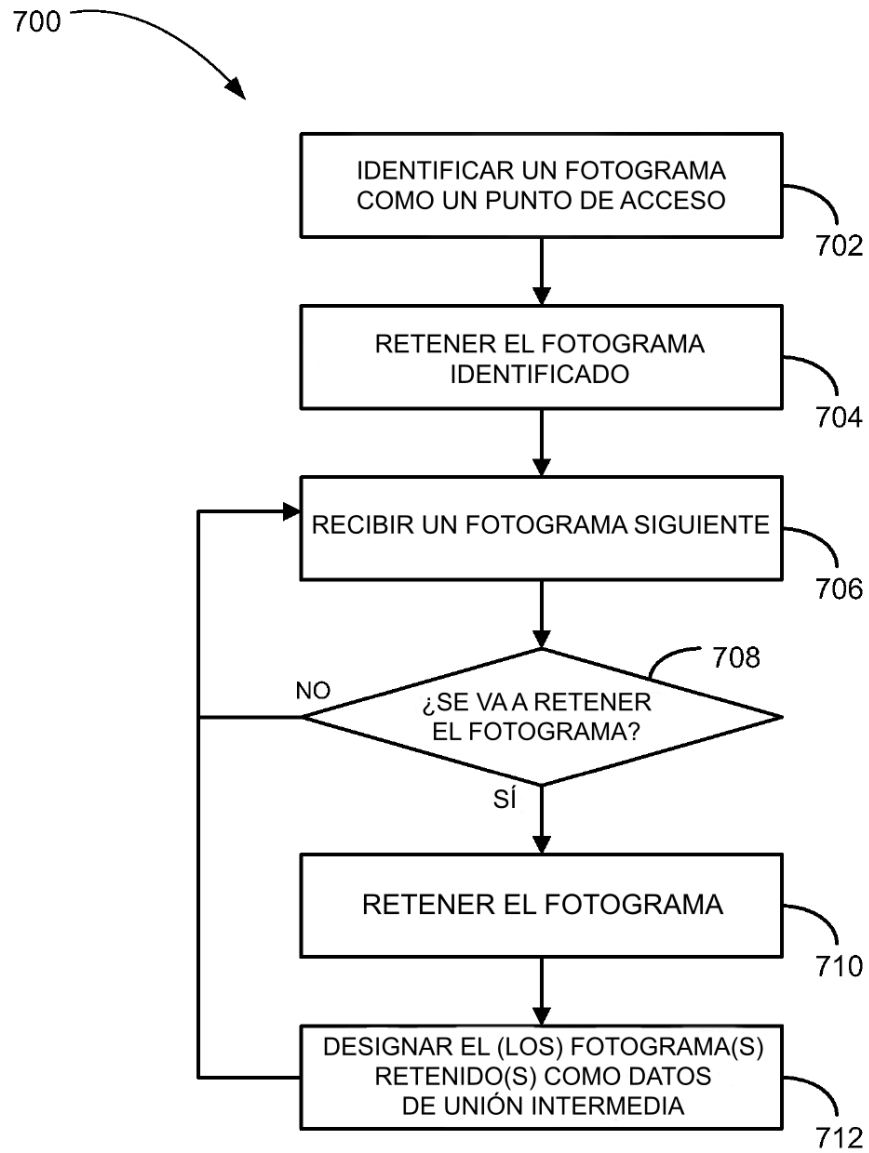 700
IDENTIFICAR UN FOTOGRAMA
COMO UN PUNTO DE ACCESO
702
RETENER EL FOTOGRAMA
IDENTIFICADO
704
RECIBIR UN FOTOGRAMA SIGUIENTE
706
708
NO
¿SE VA A RETENER
EL FOTOGRAMA?
SÍ
RETENER EL FOTOGRAMA
710
DESIGNAR EL (LOS) FOTOGRAMA(S)
RETENIDO(S) COMO DATOS
DE UNIÓN INTERMEDIA
712